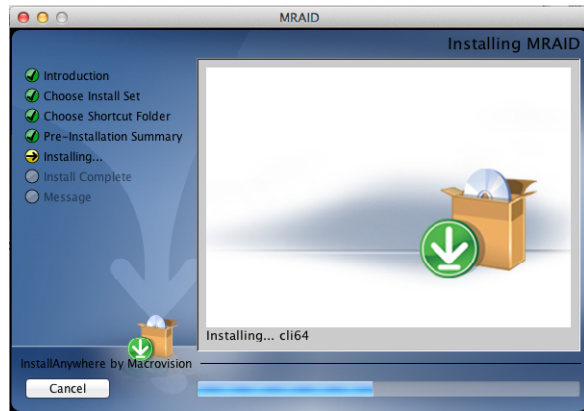 MRAID
Installing MRAID
Introduction
Choose Install Set
Choose Shortcut Folder
Pre-Installation Summary
Installing...
Install Complete
Message
Installing... cli64
InstallAnywhere by Macrovision
Cancel